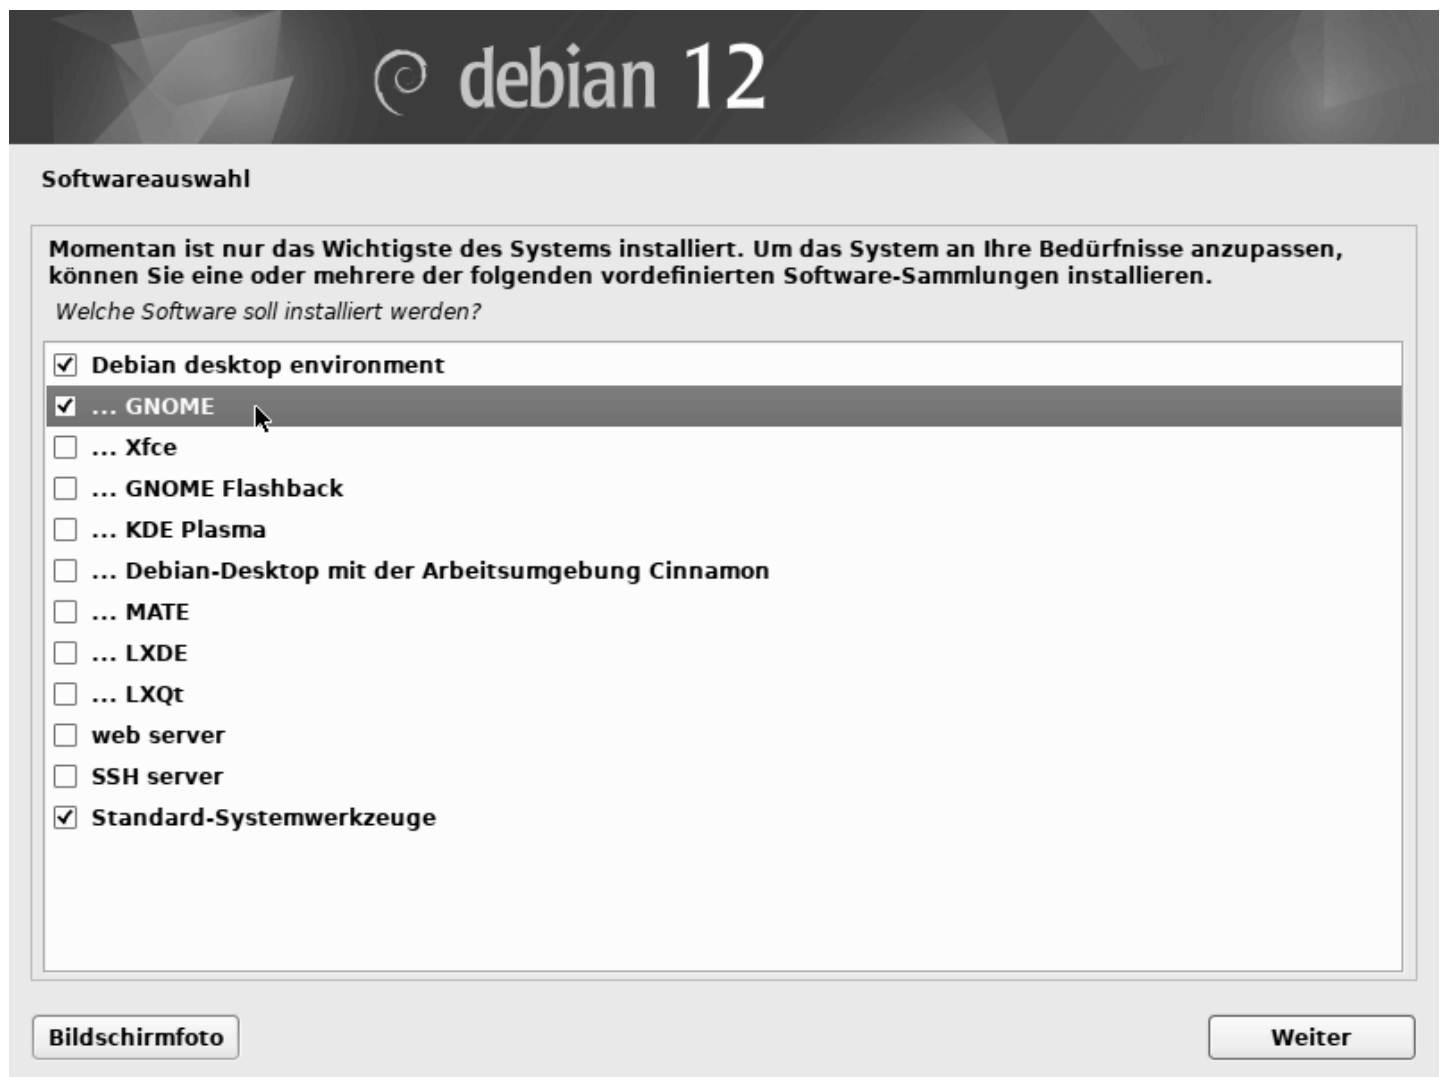 debian 12
Softwareauswahl
Momentan ist nur das Wichtigste des Systems installiert. Um das System an Ihre Bedürfnisse anzupassen,
können Sie eine oder mehrere der folgenden vordefinierten Software-Sammlungen installieren.
Welche Software soll installiert werden?
Debian desktop environment
... GNOME
... Xfce
... GNOME Flashback
... KDE Plasma
... Debian-Desktop mit der Arbeitsumgebung Cinnamon
... MATE
... LXDE
... LXQt
web server
SSH server
Standard-Systemwerkzeuge
Bildschirmfoto
Weiter